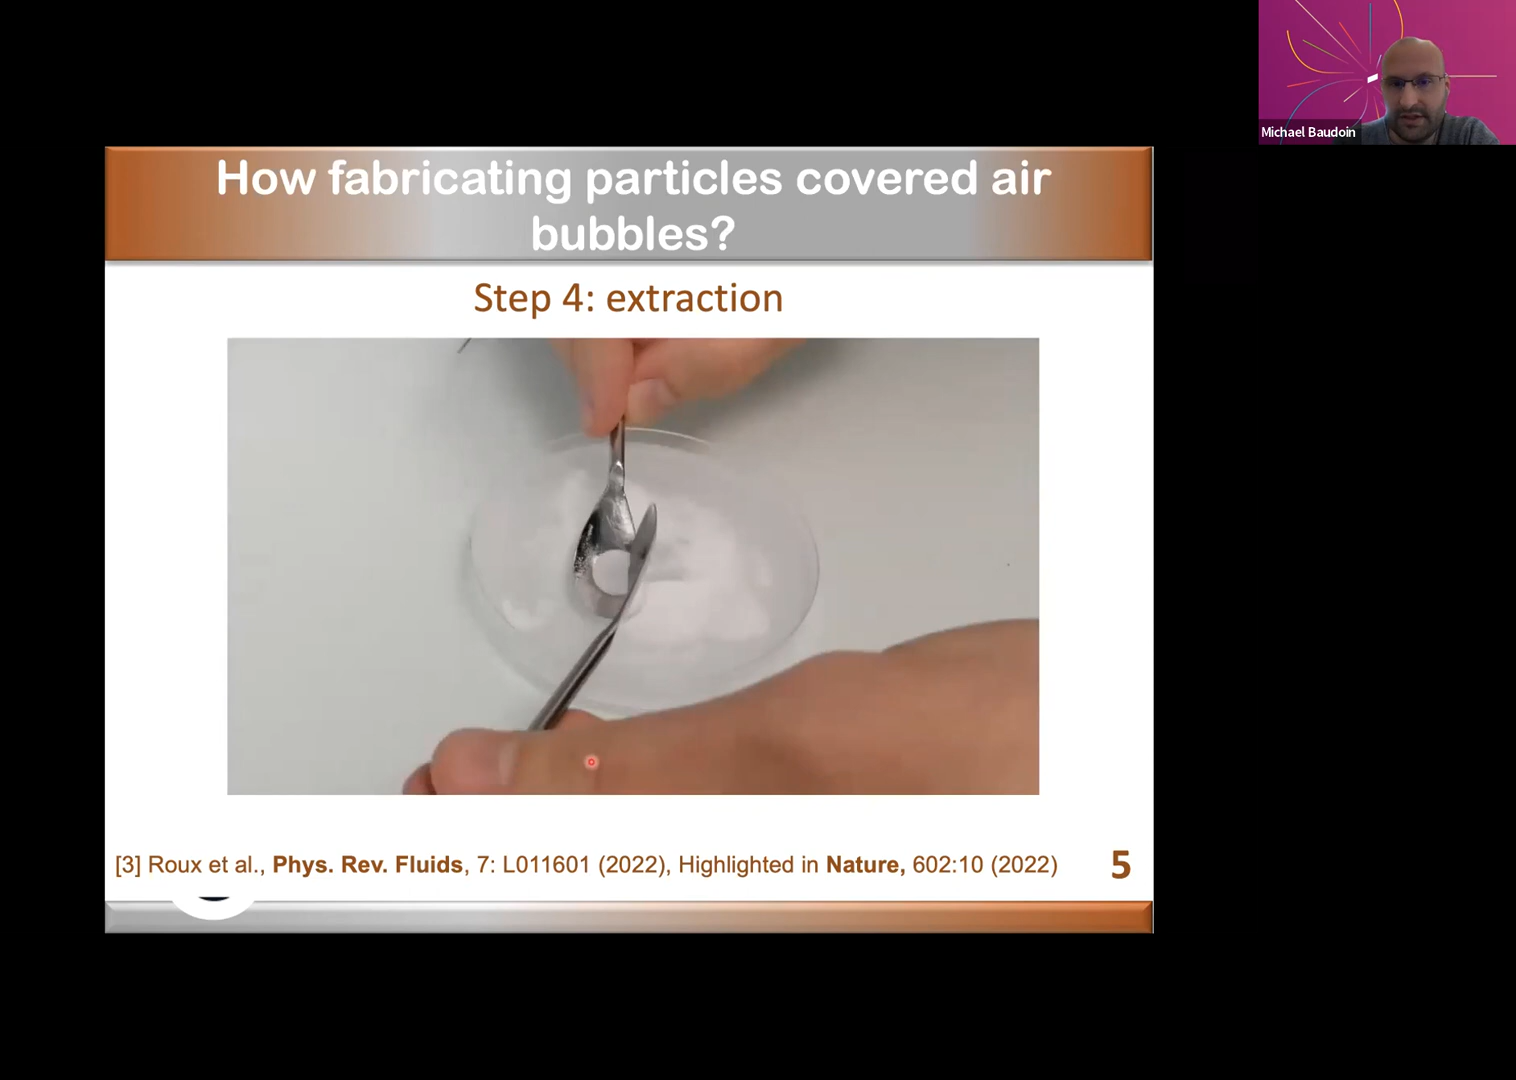 Michael Baudoin
How fabricating particles covered air
bubbles?
Step 4: extraction
[3] Roux et al., Phys. Rev. Fluids, 7: L011601 (2022), Highlighted in Nature, 602:10 (2022)
5